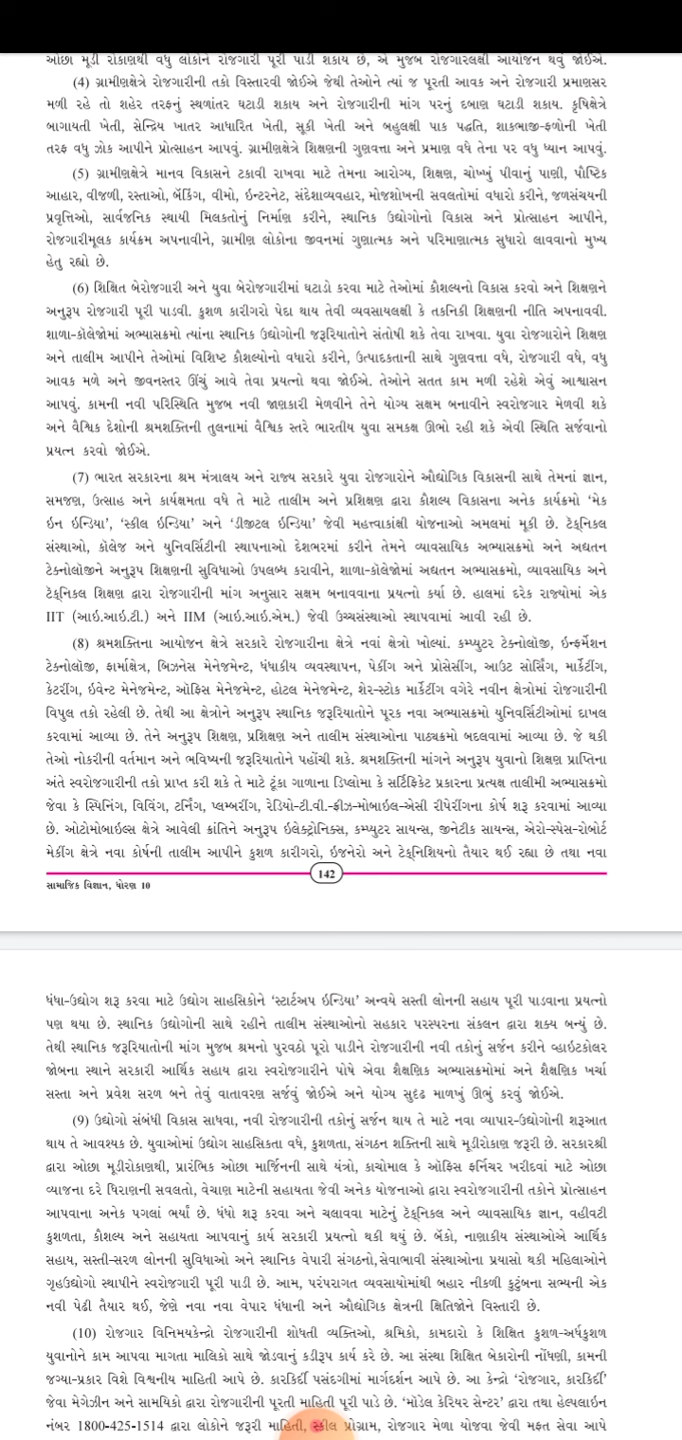 ઓછા મૂડી રોકાણથી વધુ લોકોને રોજગારી પૂરી પાડી શકાય છે, એ મુજબ રોજગારલક્ષી આયોજન થવું જોઈએ.
(4) ગ્રામીણક્ષેત્રે રોજગારીની તકો વિસ્તારવી જોઈએ જેથી તેઓને ત્યાં જ પૂરતી આવક અને રોજગારી પ્રમાણસર
મળી રહે તો શહેર તરફનું સ્થળાંતર ઘટાડી શકાય અને રોજગારીની માંગ પરનું દબાણ ઘટાડી શકાય. કૃષિક્ષેત્રે
બાગાયતી ખેતી, સેન્દ્રિય ખાતર આધારિત ખેતી, સૂકી ખેતી અને બહુલક્ષી પાક પદ્ધતિ, શાકભાજી-ફળોની ખેતી
તરફ વધુ ઝોક આપીને પ્રોત્સાહન આપવું. ગ્રામીણક્ષેત્રે શિક્ષણની ગુણવત્તા અને પ્રમાણ વધે તેના પર વધુ ધ્યાન આપવું.
(5) ગ્રામીણક્ષેત્રે માનવ વિકાસને ટકાવી રાખવા માટે તેમના આરોગ્ય, શિક્ષણ, ચોખ્ખું પીવાનું પાણી, પૌષ્ટિક
આહાર, વીજળી, રસ્તાઓ, બૅંકિંગ, વીમો, ઇન્ટરનેટ, સંદેશાવ્યવહાર, મોજશોખની સવલતોમાં વધારો કરીને, જળસંચયની
પ્રવૃત્તિઓ, સાર્વજનિક સ્થાયી મિલકતોનું નિર્માણ કરીને, સ્થાનિક ઉદ્યોગોનો વિકાસ અને પ્રોત્સાહન આપીને,
રોજગારીમૂલક કાર્યક્રમ અપનાવીને, ગ્રામીણ લોકોના જીવનમાં ગુણાત્મક અને પરિમાણાત્મક સુધારો લાવવાનો મુખ્ય
હેતુ રહ્યો છે.
(6) શિક્ષિત બેરોજગારી અને યુવા બેરોજગારીમાં ઘટાડો કરવા માટે તેઓમાં કૌશલ્યનો વિકાસ કરવો અને શિક્ષણને
અનુરૂપ રોજગારી પૂરી પાડવી. કુશળ કારીગરો પેદા થાય તેવી વ્યવસાયલક્ષી કે તકનિકી શિક્ષણની નીતિ અપનાવવી.
શાળા-કોલેજોમાં અભ્યાસક્રમો ત્યાંના સ્થાનિક ઉદ્યોગોની જરૂરિયાતોને સંતોષી શકે તેવા રાખવા. યુવા રોજગારોને શિક્ષણ
અને તાલીમ આપીને તેઓમાં વિશિષ્ટ કૌશલ્યોનો વધારો કરીને, ઉત્પાદકતાની સાથે ગુણવત્તા વધે, રોજગારી વધે, વધુ
આવક મળે અને જીવનસ્તર ઊંચું આવે તેવા પ્રયત્નો થવા જોઈએ. તેઓને સતત કામ મળી રહેશે એવું આશ્વાસન
આપવું. કામની નવી પરિસ્થિતિ મુજબ નવી જાણકારી મેળવીને તેને યોગ્ય સક્ષમ બનાવીને સ્વરોજગાર મેળવી શકે
અને વૈશ્વિક દેશોની શ્રમશક્તિની તુલનામાં વૈશ્વિક સ્તરે ભારતીય યુવા સમકક્ષ ઊભો રહી શકે એવી સ્થિતિ સર્જવાનો
પ્રયત્ન કરવો જોઈએ.
(7) ભારત સરકારના શ્રમ મંત્રાલય અને રાજ્ય સરકારે યુવા રોજગારોને ઔદ્યોગિક વિકાસની સાથે તેમનાં જ્ઞાન,
સમજણ, ઉત્સાહ અને કાર્યક્ષમતા વધે તે માટે તાલીમ અને પ્રશિક્ષણ દ્વારા કૌશલ્ય વિકાસના અનેક કાર્યક્રમો ‘મેક
ઇન ઇન્ડિયા’, ‘સ્કીલ ઇન્ડિયા’ અને ‘ડીજીટલ ઇન્ડિયા’ જેવી મહત્ત્વાકાંક્ષી યોજનાઓ અમલમાં મૂકી છે. ટૅક્નિકલ
સંસ્થાઓ, કૉલેજ અને યુનિવર્સિટીની સ્થાપનાઓ દેશભરમાં કરીને તેમને વ્યાવસાયિક અભ્યાસક્રમો અને અદ્યતન
ટેક્નોલૉજીને અનુરૂપ શિક્ષણની સુવિધાઓ ઉપલબ્ધ કરાવીને, શાળા-કૉલેજોમાં અદ્યતન અભ્યાસક્રમો, વ્યાવસાયિક અને
ટૅક્નિકલ શિક્ષણ દ્વારા રોજગારીની માંગ અનુસાર સક્ષમ બનાવવાના પ્રયત્નો કર્યા છે. હાલમાં દરેક રાજ્યોમાં એક
IIT (આઇ.આઇ.ટી.) અને IIM (આઇ.આઇ.એમ.) જેવી ઉચ્ચસંસ્થાઓ સ્થાપવામાં આવી રહી છે.
(8) શ્રમશક્તિના આયોજન ક્ષેત્રે સરકારે રોજગારીના ક્ષેત્રે નવાં ક્ષેત્રો ખોલ્યાં. કમ્પ્યુટર ટેક્નોલૉજી, ઇન્ફર્મેશન
ટેક્નોલૉજી, ફાર્માક્ષેત્ર, બિઝનેસ મેનેજમેન્ટ, ધંધાકીય વ્યવસ્થાપન, પેકીંગ અને પ્રોસેસીંગ, આઉટ સોર્સિંગ, માર્કેટીંગ,
કેટરીંગ, ઇવેન્ટ મેનેજમેન્ટ, ઑફિસ મેનેજમેન્ટ, હોટલ મેનેજમેન્ટ, શેર-સ્ટોક માર્કેટીંગ વગેરે નવીન ક્ષેત્રોમાં રોજગારીની
વિપુલ તકો રહેલી છે. તેથી આ ક્ષેત્રોને અનુરૂપ સ્થાનિક જરૂરિયાતોને પૂરક નવા અભ્યાસક્રમો યુનિવર્સિટીઓમાં દાખલ
કરવામાં આવ્યા છે. તેને અનુરૂપ શિક્ષણ, પ્રશિક્ષણ અને તાલીમ સંસ્થાઓના પાઠ્યક્રમો બદલવામાં આવ્યા છે. જે થકી
તેઓ નોકરીની વર્તમાન અને ભવિષ્યની જરૂરિયાતોને પહોંચી શકે. શ્રમશક્તિની માંગને અનુરૂપ યુવાનો શિક્ષણ પ્રાપ્તિના
અંતે સ્વરોજગારીની તકો પ્રાપ્ત કરી શકે તે માટે ટૂંકા ગાળાના ડિપ્લોમા કે સર્ટિફિકેટ પ્રકારના પ્રત્યક્ષ તાલીમી અભ્યાસક્રમો
જેવા કે સ્પિનિંગ, વિવિંગ, ટર્નિંગ, પ્લમ્બરીંગ, રેડિયો-ટી.વી.-ફ્રીઝ-મોબાઇલ-એસી રીપેરીંગના કોર્ષ શરૂ કરવામાં આવ્યા
છે. ઓટોમોબાઇલ્સ ક્ષેત્રે આવેલી ક્રાંતિને અનુરૂપ ઇલેક્ટ્રોનિક્સ, કમ્પ્યુટર સાયન્સ, જીનેટીક સાયન્સ, એરો-સ્પેસ-રોબોર્ટ
મેકીંગ ક્ષેત્રે નવા કોર્ષની તાલીમ આપીને કુશળ કારીગરો, ઇજનેરો અને ટેક્નિશિયનો તૈયાર થઈ રહ્યા છે તથા નવા
142
સામાજિક વિજ્ઞાન, ધોરણ 10
ધંધા-ઉદ્યોગ શરૂ કરવા માટે ઉદ્યોગ સાહસિકોને ‘સ્ટાર્ટઅપ ઇન્ડિયા’ અન્વયે સસ્તી લોનની સહાય પૂરી પાડવાના પ્રયત્નો
પણ થયા છે. સ્થાનિક ઉદ્યોગોની સાથે રહીને તાલીમ સંસ્થાઓનો સહકાર પરસ્પરના સંકલન દ્વારા શક્ય બન્યું છે.
તેથી સ્થાનિક જરૂરિયાતોની માંગ મુજબ શ્રમનો પુરવઠો પૂરો પાડીને રોજગારીની નવી તકોનું સર્જન કરીને વ્હાઇટકોલર
જોબના સ્થાને સરકારી આર્થિક સહાય દ્વારા સ્વરોજગારીને પોષે એવા શૈક્ષણિક અભ્યાસક્રમોમાં અને શૈક્ષણિક ખર્ચા
સસ્તા અને પ્રવેશ સરળ બને તેવું વાતાવરણ સર્જવું જોઈએ અને યોગ્ય સુદૃઢ માળખું ઊભું કરવું જોઈએ.
(9) ઉદ્યોગો સંબંધી વિકાસ સાધવા, નવી રોજગારીની તકોનું સર્જન થાય તે માટે નવા વ્યાપાર-ઉદ્યોગોની શરૂઆત
થાય તે આવશ્યક છે. યુવાઓમાં ઉદ્યોગ સાહસિકતા વધે, કુશળતા, સંગઠન શક્તિની સાથે મૂડીરોકાણ જરૂરી છે. સરકારશ્રી
દ્વારા ઓછા મૂડીરોકાણથી, પ્રારંભિક ઓછા માર્જિનની સાથે યંત્રો, કાચોમાલ કે ઑફિસ ફર્નિચર ખરીદવાં માટે ઓછા
વ્યાજના દરે ધિરાણની સવલતો, વેચાણ માટેની સહાયતા જેવી અનેક યોજનાઓ દ્વારા સ્વરોજગારીની તકોને પ્રોત્સાહન
આપવાના અનેક પગલાં ભર્યાં છે. ધંધો શરૂ કરવા અને ચલાવવા માટેનું ટૅક્નિકલ અને વ્યાવસાયિક જ્ઞાન, વહીવટી
કુશળતા, કૌશલ્ય અને સહાયતા આપવાનું કાર્ય સરકારી પ્રયત્નો થકી થયું છે. બૅંકો, નાણાકીય સંસ્થાઓએ આર્થિક
સહાય, સસ્તી-સરળ લોનની સુવિધાઓ અને સ્થાનિક વેપારી સંગઠનો,સેવાભાવી સંસ્થાઓના પ્રયાસો થકી મહિલાઓને
ગૃહઉદ્યોગો સ્થાપીને સ્વરોજગારી પૂરી પાડી છે. આમ, પરંપરાગત વ્યવસાયોમાંથી બહાર નીકળી કુટુંબના સભ્યની એક
નવી પેઢી તૈયાર થઈ, જેણે નવા નવા વેપાર ધંધાની અને ઔદ્યોગિક ક્ષેત્રની ક્ષિતિજોને વિસ્તારી છે.
(10) રોજગાર વિનિમયકેન્દ્રો રોજગારીની શોધતી વ્યક્તિઓ, શ્રમિકો, કામદારો કે શિક્ષિત કુશળ-અર્ધકુશળ
યુવાનોને કામ આપવા માગતા માલિકો સાથે જોડવાનું કડીરૂપ કાર્ય કરે છે. આ સંસ્થા શિક્ષિત બેકારોની નોંધણી, કામની
જગ્યા-પ્રકાર વિશે વિશ્વનીય માહિતી આપે છે. કારકિર્દી પસંદગીમાં માર્ગદર્શન આપે છે. આ કેન્દ્રો ‘રોજગાર, કારકિર્દી’
જેવા મેગેઝીન અને સામયિકો દ્વારા રોજગારીની પૂરતી માહિતી પૂરી પાડે છે. ‘મૉડેલ કેરિયર સેન્ટર’ દ્વારા તથા હેલ્પલાઇન
નંબર 1800-425-1514 દ્વારા લોકોને જરૂરી માહિતી, સ્કીલ પ્રોગ્રામ, રોજગાર મેળા યોજવા જેવી મફત સેવા આપે